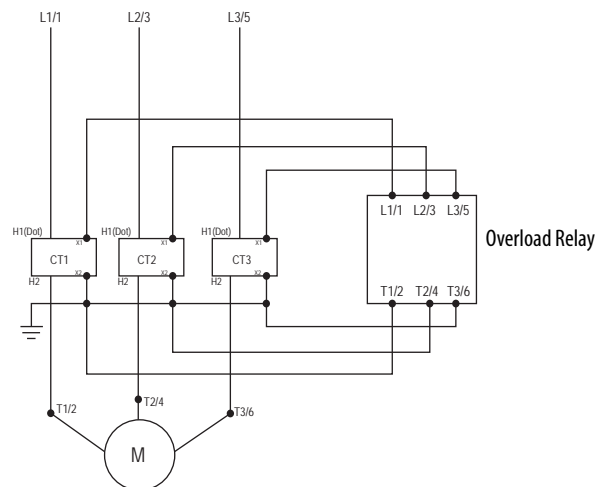 L1/1 L2/3 L3/5
L1/1 L2/3 L3/5
Overload Relay
H1(Dot) X1 H1(Dot) X1 H1(Dot) X1
CT1 CT2 CT3
H2 X2 H2 X2 H2 X2
T1/2 T2/4 T3/6
T1/2 T2/4 T3/6
M